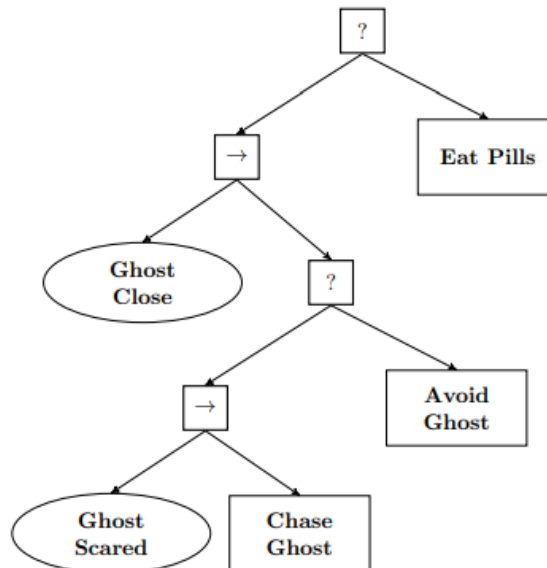 ?
→
Eat Pills
Ghost
Close
?
→
Avoid
Ghost
Ghost
Scared
Chase
Ghost